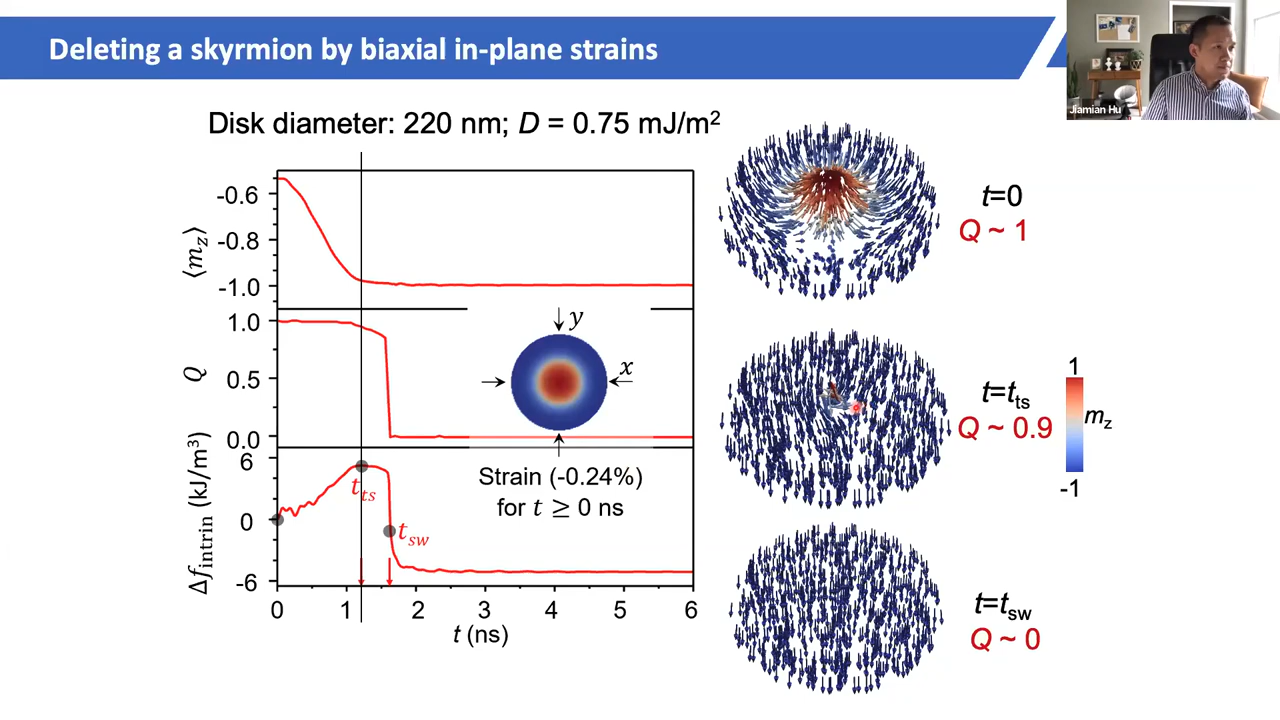 Deleting a skyrmion by biaxial in-plane strains
Jiamian Hu
Disk diameter: 220 nm; D = 0.75 mJ/m²
-0.6
-0.8
-1.0
⟨m_z⟩
1.0
0.5
0.0
Q
y
x
6
0
-6
Δf_intrin (kJ/m³)
t_ts
t_sw
Strain (-0.24%)
for t ≥ 0 ns
0 1 2 3 4 5 6
t (ns)
t=0
Q ~ 1
t=t_ts
Q ~ 0.9
1
m_z
-1
t=t_sw
Q ~ 0